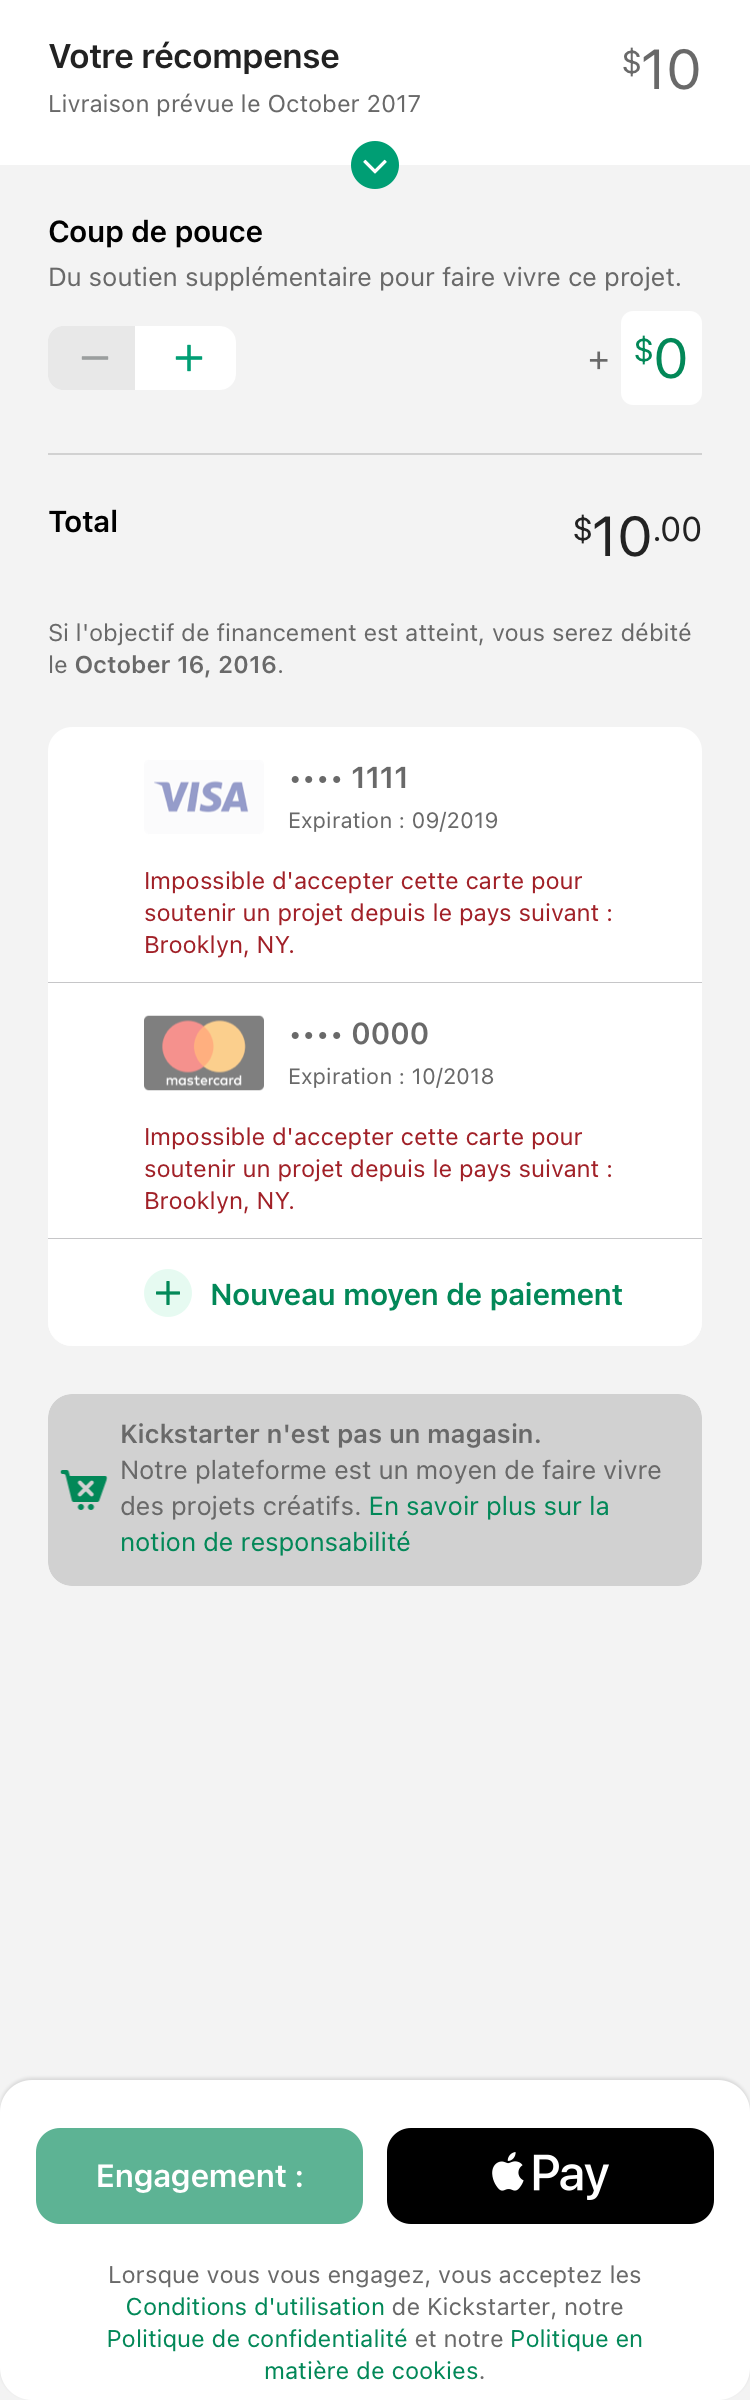 Votre récompense
$10
Livraison prévue le October 2017
Coup de pouce
Du soutien supplémentaire pour faire vivre ce projet.
− +
+ $0
Total
$10.00
Si l'objectif de financement est atteint, vous serez débité
le October 16, 2016.
VISA
•••• 1111
Expiration : 09/2019
Impossible d'accepter cette carte pour
soutenir un projet depuis le pays suivant :
Brooklyn, NY.
mastercard
•••• 0000
Expiration : 10/2018
Impossible d'accepter cette carte pour
soutenir un projet depuis le pays suivant :
Brooklyn, NY.
+ Nouveau moyen de paiement
Kickstarter n'est pas un magasin.
Notre plateforme est un moyen de faire vivre
des projets créatifs. En savoir plus sur la
notion de responsabilité
Engagement :
Pay
Lorsque vous vous engagez, vous acceptez les
Conditions d'utilisation de Kickstarter, notre
Politique de confidentialité et notre Politique en
matière de cookies.